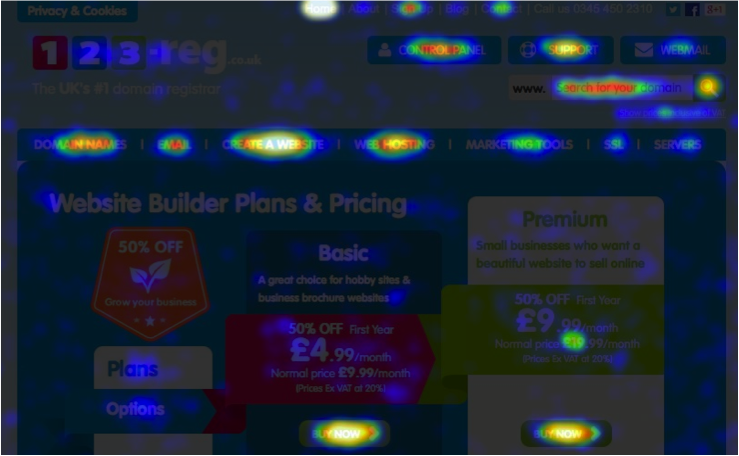 Privacy & Cookies
Home | About | Sign Up | Blog | Contact | Call us 0345 450 2310
123-reg.co.uk
CONTROL PANEL
SUPPORT
WEBMAIL
The UK's #1 domain registrar
www. Search for your domain
DOMAIN NAMES | EMAIL | CREATE A WEBSITE | WEB HOSTING | MARKETING TOOLS | SSL | SERVERS
Website Builder Plans & Pricing
50% OFF
Grow your business
Plans
Options
Basic
A great choice for hobby sites &
business brochure websites
50% OFF First Year
£4.99/month
Normal price £9.99/month
(Prices Ex VAT at 20%)
BUY NOW
Premium
Small businesses who want a
beautiful website to sell online
50% OFF First Year
£9.99/month
Normal price £19.99/month
(Prices Ex VAT at 20%)
BUY NOW